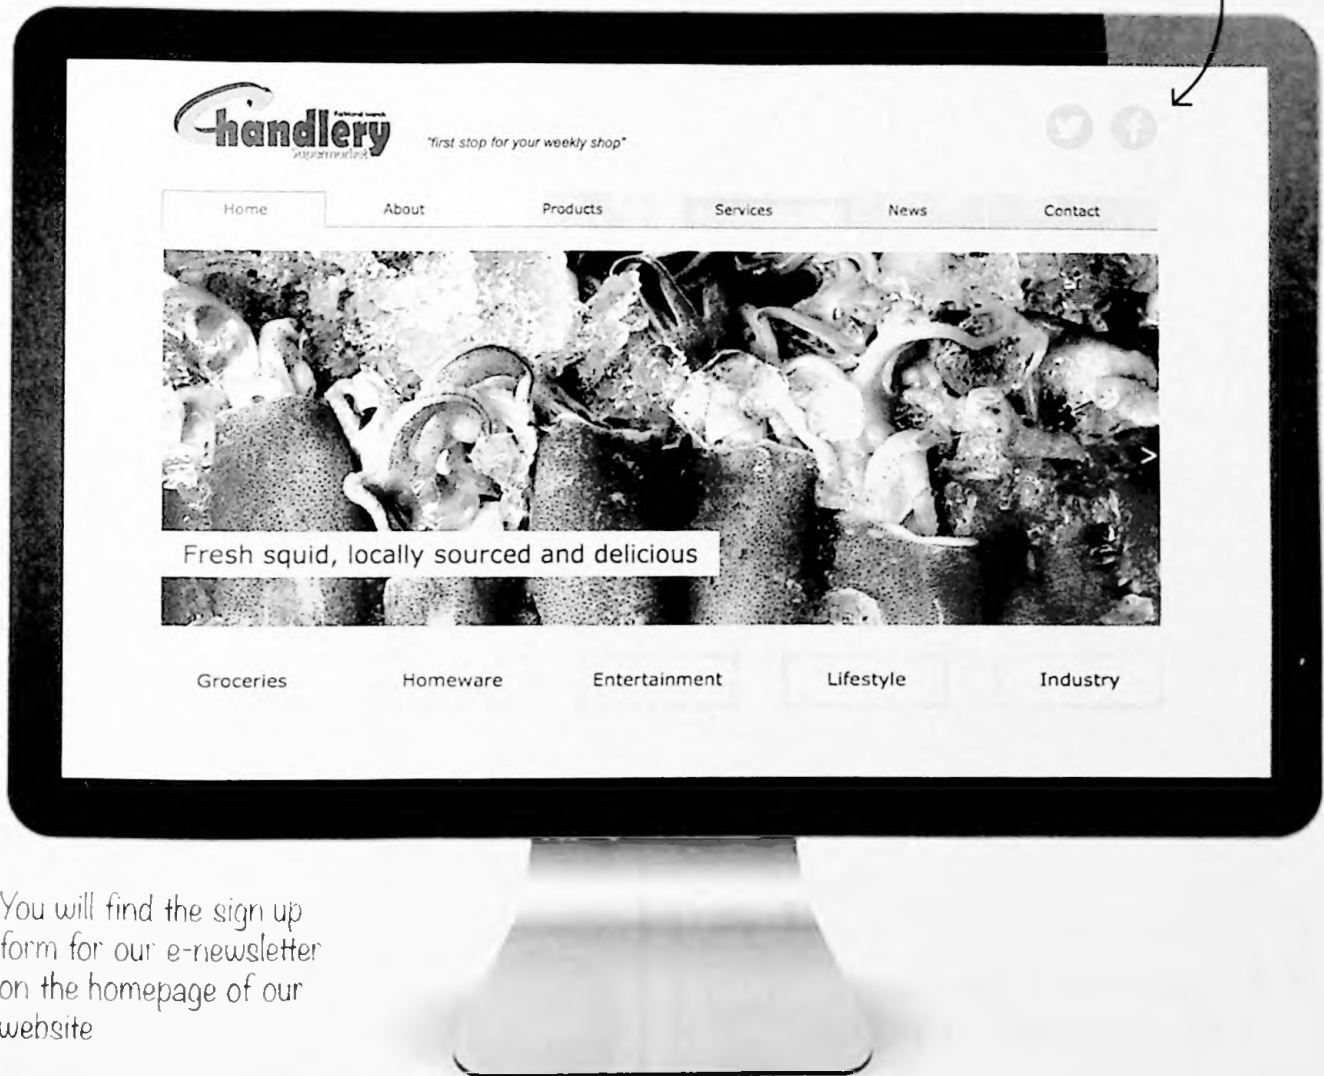 Chandlery
Supermarket
"first stop for your weekly shop"
Home About Products Services News Contact
>
Fresh squid, locally sourced and delicious
Groceries Homeware Entertainment Lifestyle Industry
You will find the sign up
form for our e-newsletter
on the homepage of our
website